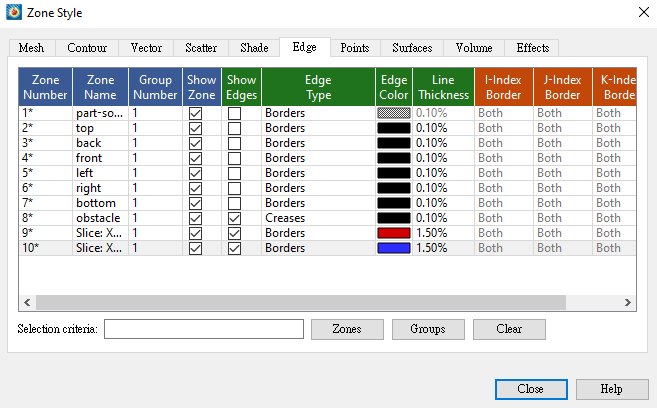 Zone Style
Mesh Contour Vector Scatter Shade Edge Points Surfaces Volume Effects
Zone Number Zone Name Group Number Show Zone Show Edges Edge Type Edge Color Line Thickness I-Index Border J-Index Border K-Inde Borde
1* part-so... 1 Borders 0.10% Both Both Both
2* top 1 Borders 0.10% Both Both Both
3* back 1 Borders 0.10% Both Both Both
4* front 1 Borders 0.10% Both Both Both
5* left 1 Borders 0.10% Both Both Both
6* right 1 Borders 0.10% Both Both Both
7* bottom 1 Borders 0.10% Both Both Both
8* obstacle 1 Creases 0.10% Both Both Both
9* Slice: X... 1 Borders 1.50% Both Both Both
10* Slice: X... 1 Borders 1.50% Both Both Both
Selection criteria: Zones Groups Clear
Close Help